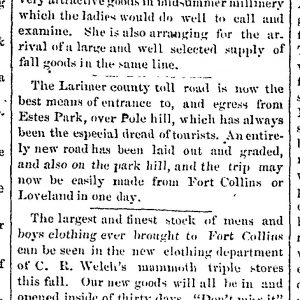 very attractive goods in midsummer millinery
which the ladies would do well to call and
examine. She is also arranging for the ar-
rival of a large and well selected supply of
fall goods in the same line.
The Larimer county toll road is now the
best means of entrance to, and egress from
Estes Park, over Pole hill, which has always
been the especial dread of tourists. An entire-
ly new road has been laid out and graded,
and also on the park hill, and the trip may
now be easily made from Fort Collins or
Loveland in one day.
The largest and finest stock of mens and
boys clothing ever brought to Fort Collins
can be seen in the new clothing department
of C. R. Welch's mammoth triple stores
this fall. Our new goods will all be in and
opened inside of thirty days. "Don't miss it"